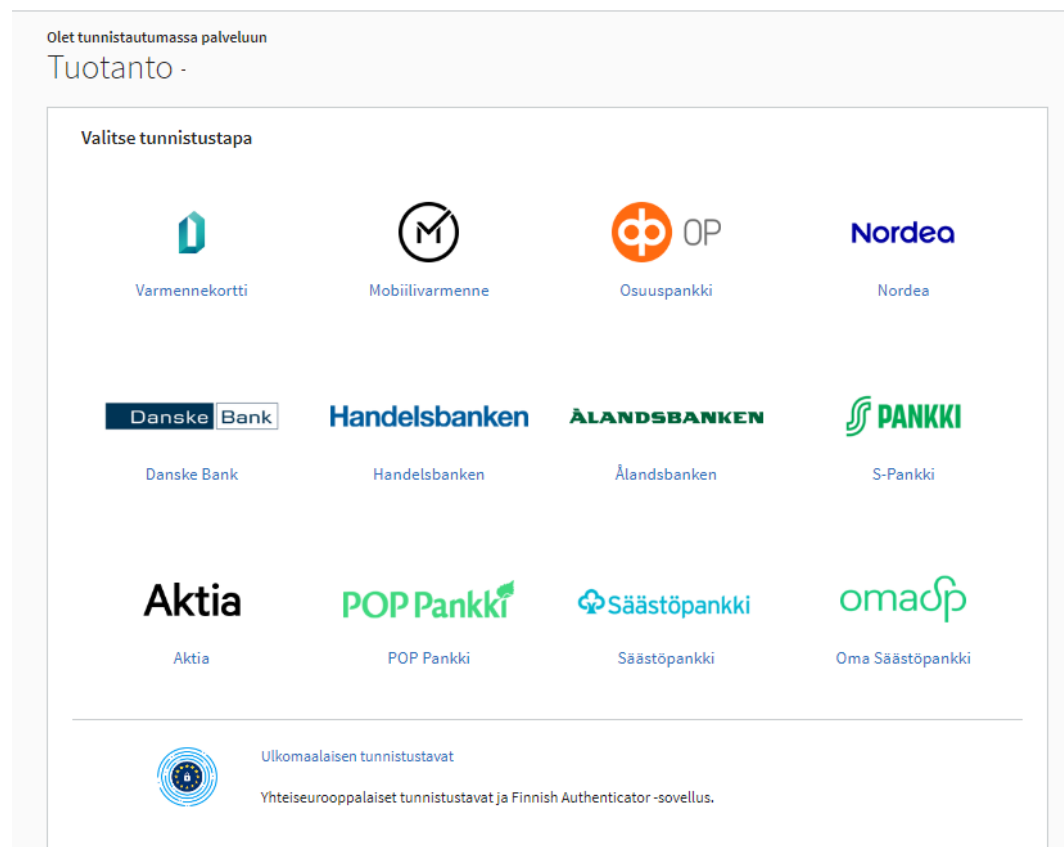 Olet tunnistautumassa palveluun
Tuotanto -
Valitse tunnistustapa
M OP Nordea
Varmennekortti Mobiilivarmenne Osuuspankki Nordea
Danske Bank Handelsbanken ÅLANDSBANKEN S PANKKI
Danske Bank Handelsbanken Ålandsbanken S-Pankki
Aktia POP Pankki Säästöpankki omasp
Aktia POP Pankki Säästöpankki Oma Säästöpankki
Ulkomaalaisen tunnistustavat
Yhteiseurooppalaiset tunnistustavat ja Finnish Authenticator -sovellus.